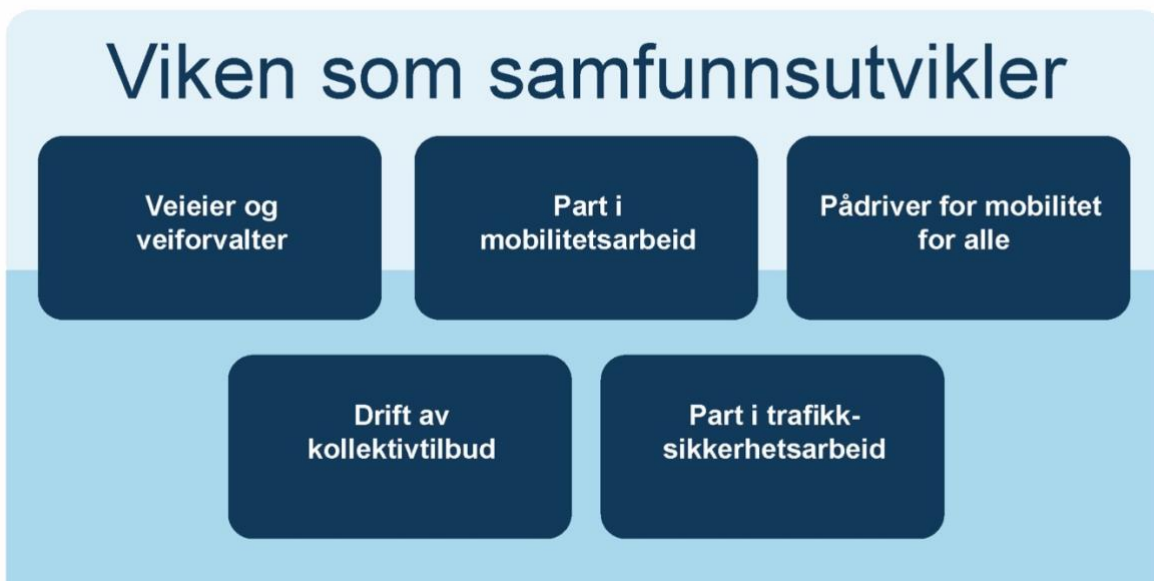 Viken som samfunnsutvikler
Veieier og
veiforvalter
Part i
mobilitetsarbeid
Pådriver for mobilitet
for alle
Drift av
kollektivtilbud
Part i trafikk-
sikkerhetsarbeid